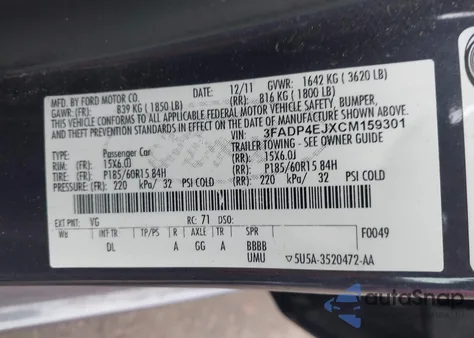 MFD. BY FORD MOTOR CO.
DATE: 12/11 GVWR: 1642 KG ( 3620 LB)
839 KG ( 1850 LB) (RR): 816 KG ( 1800 LB)
THIS VEHICLE CONFORMS TO ALL APPLICABLE FEDERAL MOTOR VEHICLE SAFETY, BUMPER,
AND THEFT PREVENTION STANDARDS IN EFFECT ON THE DATE OF MANUFACTURE SHOWN ABOVE.
VIN: 3FADP4EJXCM159301
TYPE: Passenger Car TRAILER TOWING - SEE OWNER GUIDE
RIM: (FR): 15X6.0J (RR): 15X6.0J
TIRE: (FR): P185/60R15 84H (RR): P185/60R15 84H
PRESSURE: (FR): 220 kPa/ 32 PSI COLD (RR): 220 kPa/ 32 PSI COLD
EXT PNT: VG RC: 71 DSO: F0049
WB INT TR TP/PS R AXLE TR SPR
DL A GG A BBBB
UMU 5U5A-3520472-AA
autoSnap